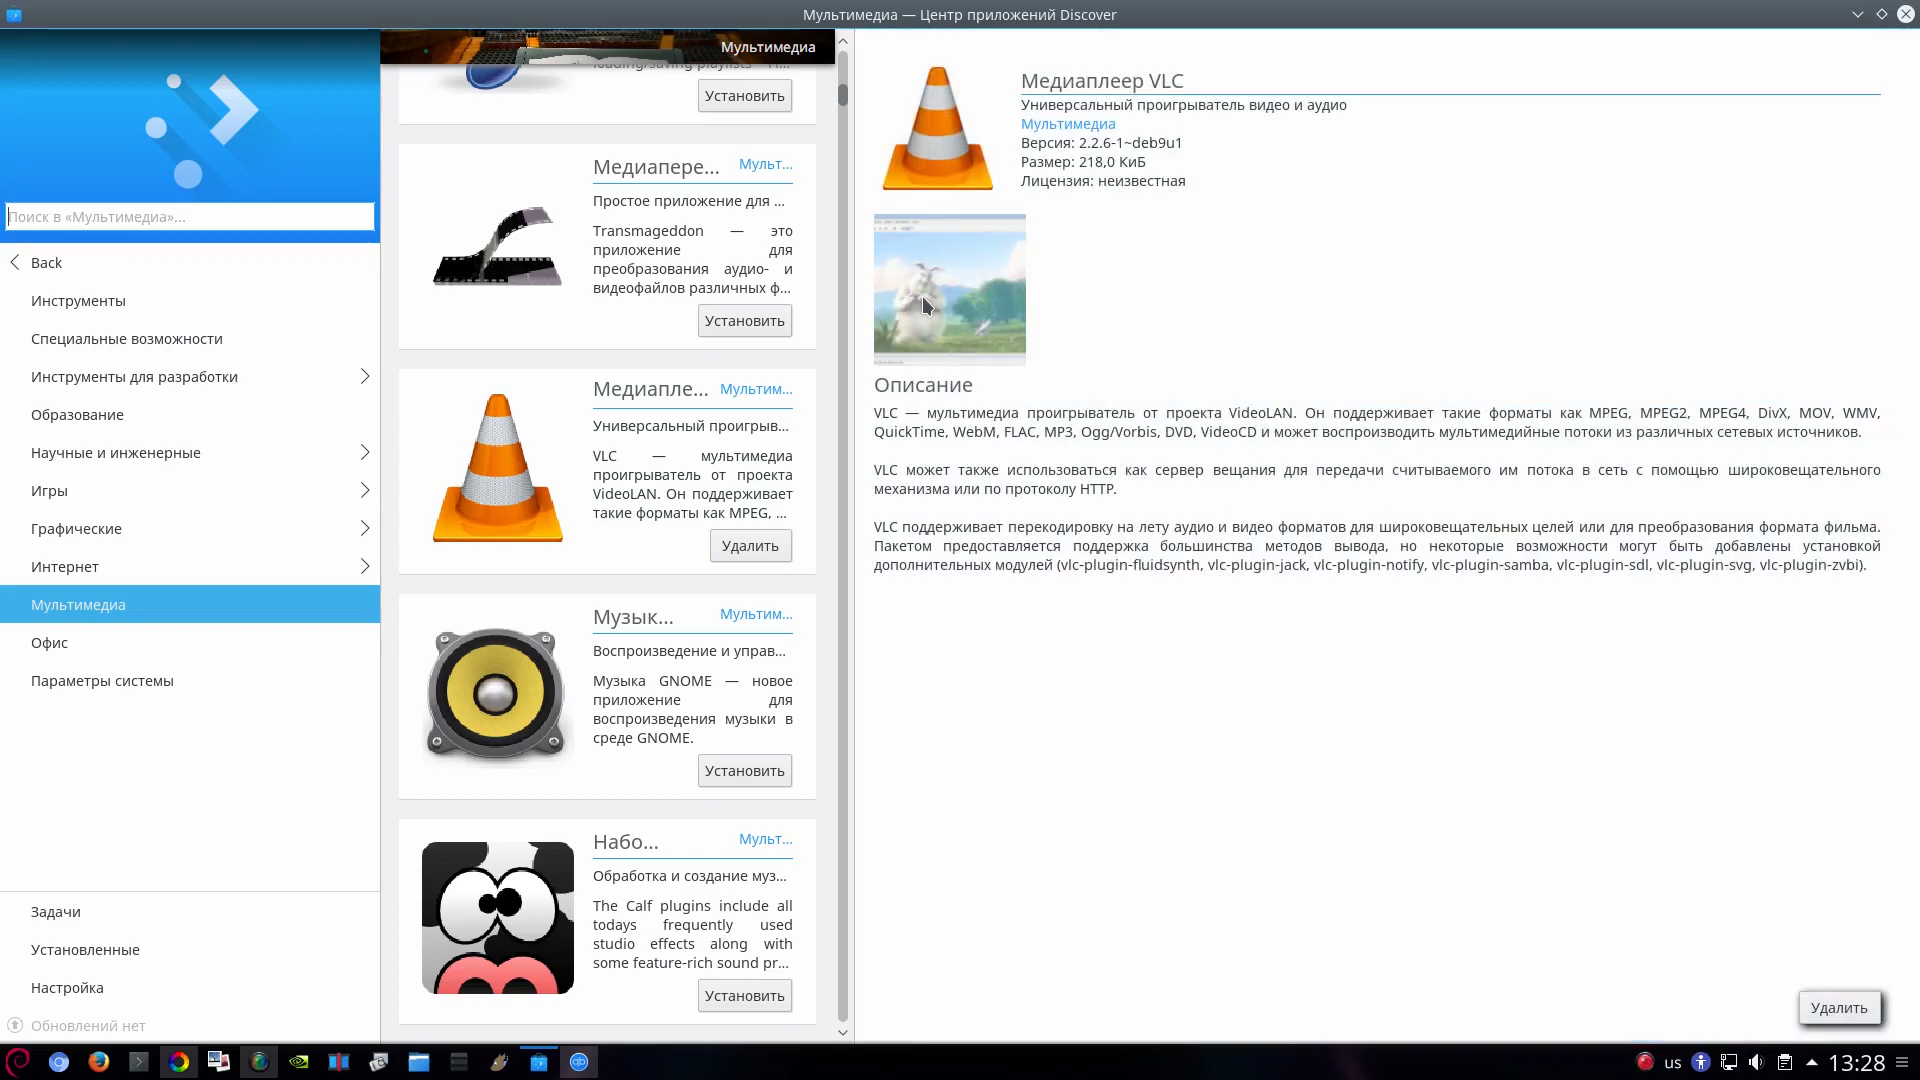 Мультимедиа — Центр приложений Discover
Поиск в «Мультимедиа»...
Back
Инструменты
Специальные возможности
Инструменты для разработки
Образование
Научные и инженерные
Игры
Графические
Интернет
Мультимедиа
Офис
Параметры системы
Задачи
Установленные
Настройка
Обновлений нет
Мультимедиа
loading/saving playlists
Установить
Медиапере... Мульт...
Простое приложение для ...
Transmageddon — это
приложение для
преобразования аудио- и
видеофайлов различных ф...
Установить
Медиапле... Мультим...
Универсальный проигрыв...
VLC — мультимедиа
проигрыватель от проекта
VideoLAN. Он поддерживает
такие форматы как MPEG, ...
Удалить
Музык... Мультим...
Воспроизведение и управ...
Музыка GNOME — новое
приложение для
воспроизведения музыки в
среде GNOME.
Установить
Набо... Мульт...
Обработка и создание муз...
The Calf plugins include all
todays frequently used
studio effects along with
some feature-rich sound pr...
Установить
Медиаплеер VLC
Универсальный проигрыватель видео и аудио
Мультимедиа
Версия: 2.2.6-1~deb9u1
Размер: 218,0 КиБ
Лицензия: неизвестная
Описание
VLC — мультимедиа проигрыватель от проекта VideoLAN. Он поддерживает такие форматы как MPEG, MPEG2, MPEG4, DivX, MOV, WMV,
QuickTime, WebM, FLAC, MP3, Ogg/Vorbis, DVD, VideoCD и может воспроизводить мультимедийные потоки из различных сетевых источников.
VLC может также использоваться как сервер вещания для передачи считываемого им потока в сеть с помощью широковещательного
механизма или по протоколу HTTP.
VLC поддерживает перекодировку на лету аудио и видео форматов для широковещательных целей или для преобразования формата фильма.
Пакетом предоставляется поддержка большинства методов вывода, но некоторые возможности могут быть добавлены установкой
дополнительных модулей (vlc-plugin-fluidsynth, vlc-plugin-jack, vlc-plugin-notify, vlc-plugin-samba, vlc-plugin-sdl, vlc-plugin-svg, vlc-plugin-zvbi).
Удалить
us 13:28